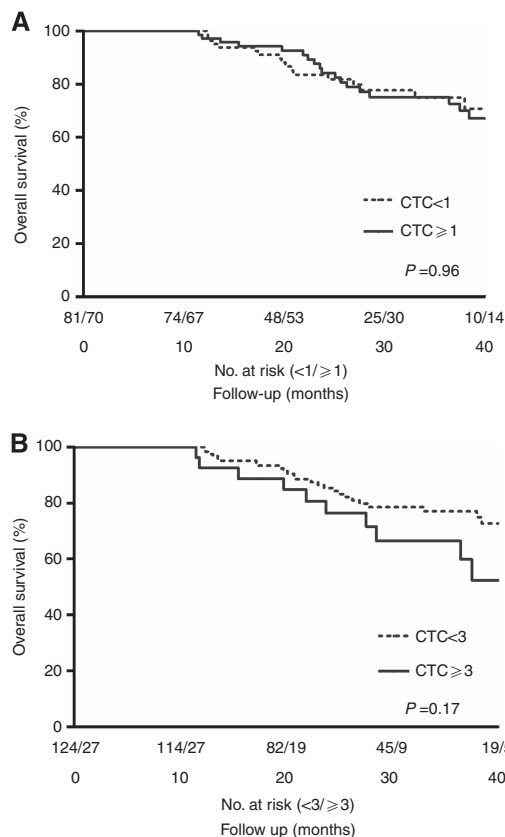 A
100
80
60
40
20
0
Overall survival (%)
CTC<1
CTC⩾1
P=0.96
81/70 74/67 48/53 25/30 10/14
0 10 20 30 40
No. at risk (<1/⩾1)
Follow-up (months)
B
100
80
60
40
20
0
Overall survival (%)
CTC<3
CTC⩾3
P=0.17
124/27 114/27 82/19 45/9 19/
0 10 20 30 40
No. at risk (<3/⩾3)
Follow up (months)